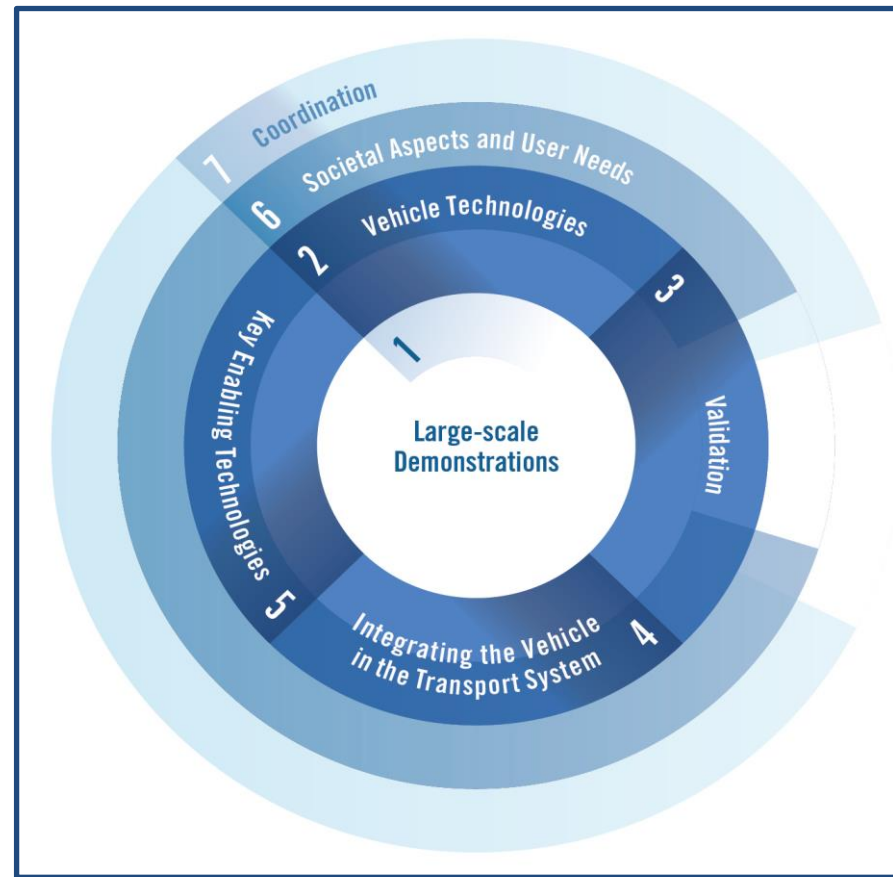 7 Coordination
6 Societal Aspects and User Needs
2 Vehicle Technologies
3
Validation
1
Large-scale
Demonstrations
Key Enabling Technologies
5
Integrating the Vehicle
in the Transport System
4